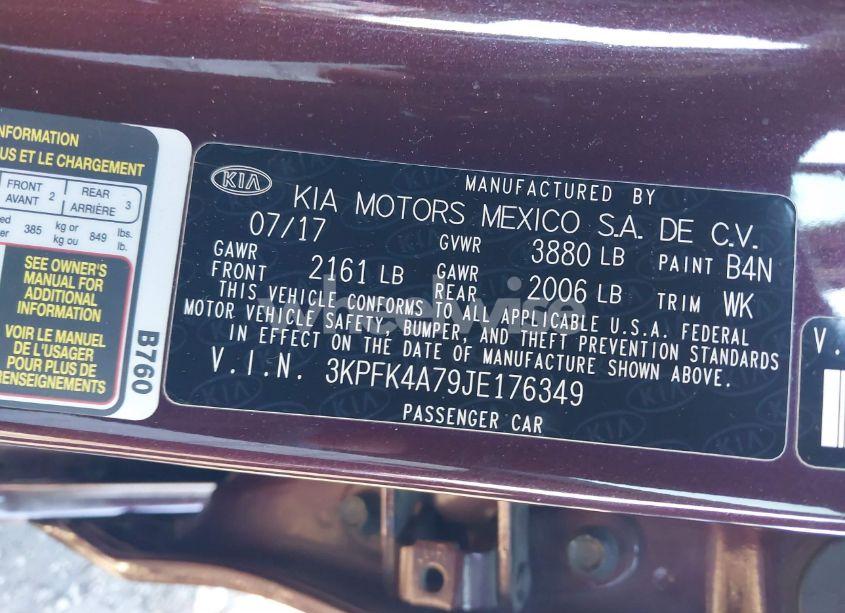 INFORMATION
US ET LE CHARGEMENT
FRONT
AVANT 2
REAR
ARRIÈRE 3
385 kg or
kg ou 849 lbs.
lb.
SEE OWNER'S
MANUAL FOR
ADDITIONAL
INFORMATION
VOIR LE MANUEL
DE L'USAGER
POUR PLUS DE
RENSEIGNEMENTS
B760
KIA
MANUFACTURED BY
KIA MOTORS MEXICO S.A. DE C.V.
07/17 GVWR 3880 LB PAINT B4N
GAWR
FRONT 2161 LB GAWR
REAR 2006 LB TRIM WK
THIS VEHICLE CONFORMS TO ALL APPLICABLE U.S.A. FEDERAL
MOTOR VEHICLE SAFETY, BUMPER, AND THEFT PREVENTION STANDARDS
IN EFFECT ON THE DATE OF MANUFACTURE SHOWN ABOVE.
V.I.N. 3KPFK4A79JE176349
PASSENGER CAR
V.
wheelwise